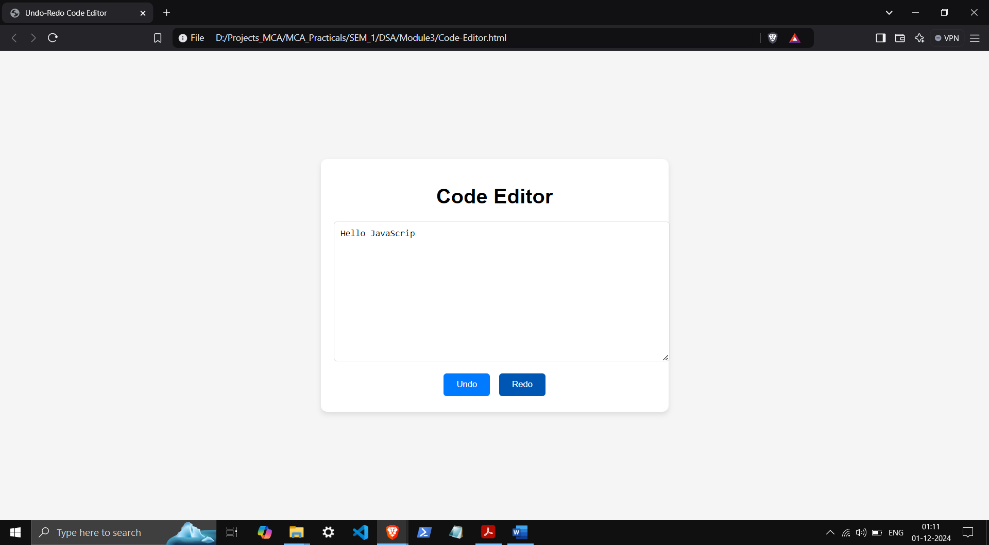 Undo-Redo Code Editor
File D:/Projects_MCA/MCA_Practicals/SEM_1/DSA/Module3/Code-Editor.html
VPN
Code Editor
Hello JavaScrip
Undo Redo
Type here to search
ENG
01:11
01-12-2024